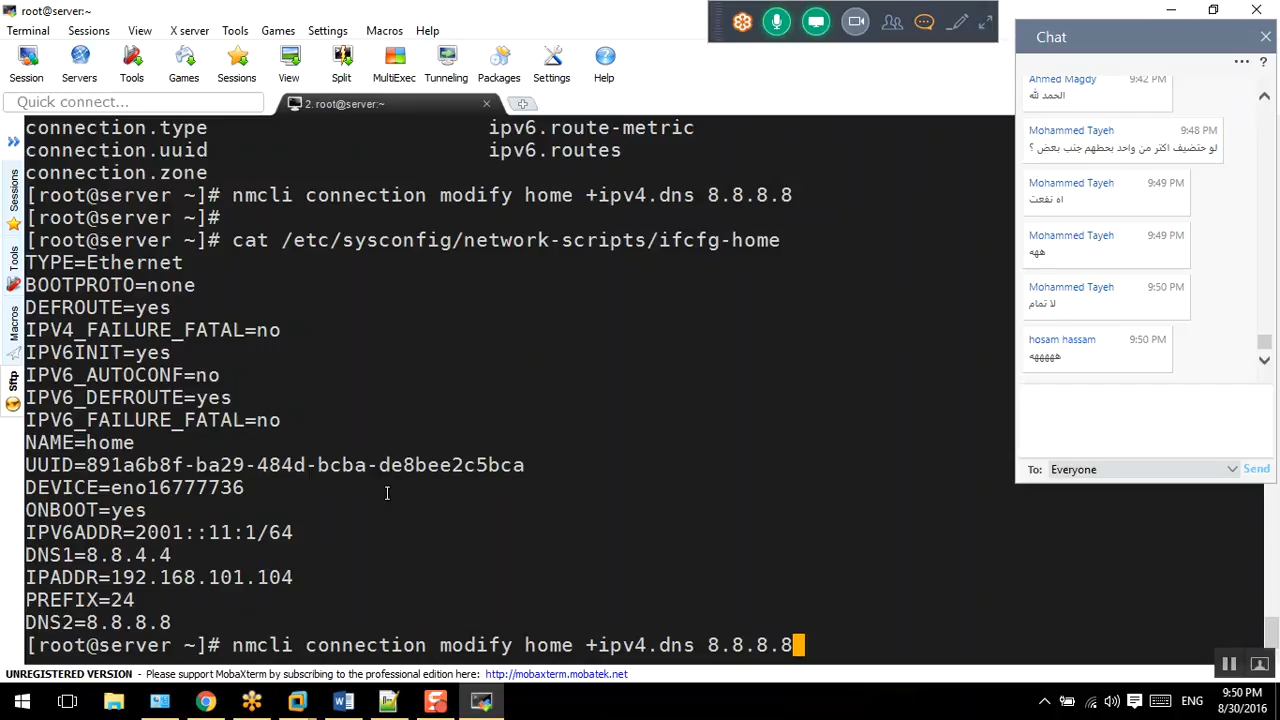 root@server:~
Terminal Sessions View X server Tools Games Settings Macros Help
Session Servers Tools Games Sessions View Split MultiExec Tunneling Packages Settings Help
Quick connect...
2. root@server:~
Sessions
Tools
Macros
Sftp
connection.type ipv6.route-metric
connection.uuid ipv6.routes
connection.zone
[root@server ~]# nmcli connection modify home +ipv4.dns 8.8.8.8
[root@server ~]#
[root@server ~]# cat /etc/sysconfig/network-scripts/ifcfg-home
TYPE=Ethernet
BOOTPROTO=none
DEFROUTE=yes
IPV4_FAILURE_FATAL=no
IPV6INIT=yes
IPV6_AUTOCONF=no
IPV6_DEFROUTE=yes
IPV6_FAILURE_FATAL=no
NAME=home
UUID=891a6b8f-ba29-484d-bcba-de8bee2c5bca
DEVICE=eno16777736
ONBOOT=yes
IPV6ADDR=2001::11:1/64
DNS1=8.8.4.4
IPADDR=192.168.101.104
PREFIX=24
DNS2=8.8.8.8
[root@server ~]# nmcli connection modify home +ipv4.dns 8.8.8.8
Chat
Ahmed Magdy 9:42 PM
الحمد لله
Mohammed Tayeh 9:48 PM
لو حتضيف اكتر من واحد بحطهم جنب بعض ؟
Mohammed Tayeh 9:49 PM
اه نفعت
Mohammed Tayeh 9:49 PM
ههه
Mohammed Tayeh 9:50 PM
لا تمام
hosam hassam 9:50 PM
هههههه
To: Everyone Send
UNREGISTERED VERSION - Please support MobaXterm by subscribing to the professional edition here: http://mobaxterm.mobatek.net
ENG
9:50 PM
8/30/2016